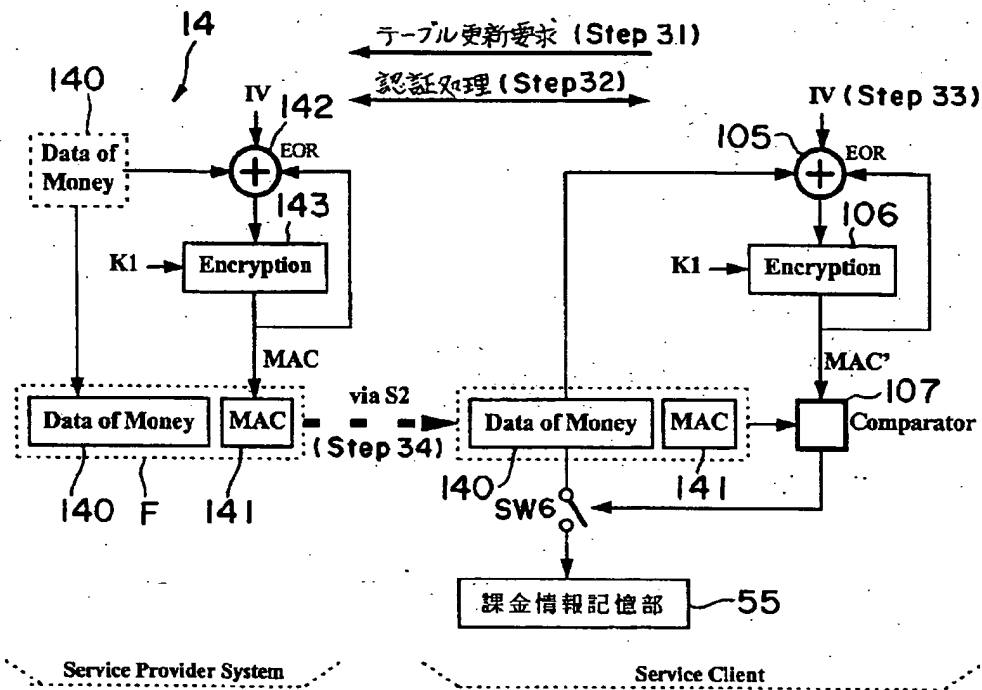 14
テーブル更新要求 (Step 31)
認証処理 (Step32)
140
IV
142
EOR
Data of
Money
143
K1
Encryption
MAC
Data of Money
MAC
140
F
141
via S2
(Step 34)
IV (Step 33)
105
EOR
106
K1
Encryption
MAC'
107
Comparator
Data of Money
MAC
140
141
SW6
課金情報記憶部
55
Service Provider System
Service Client